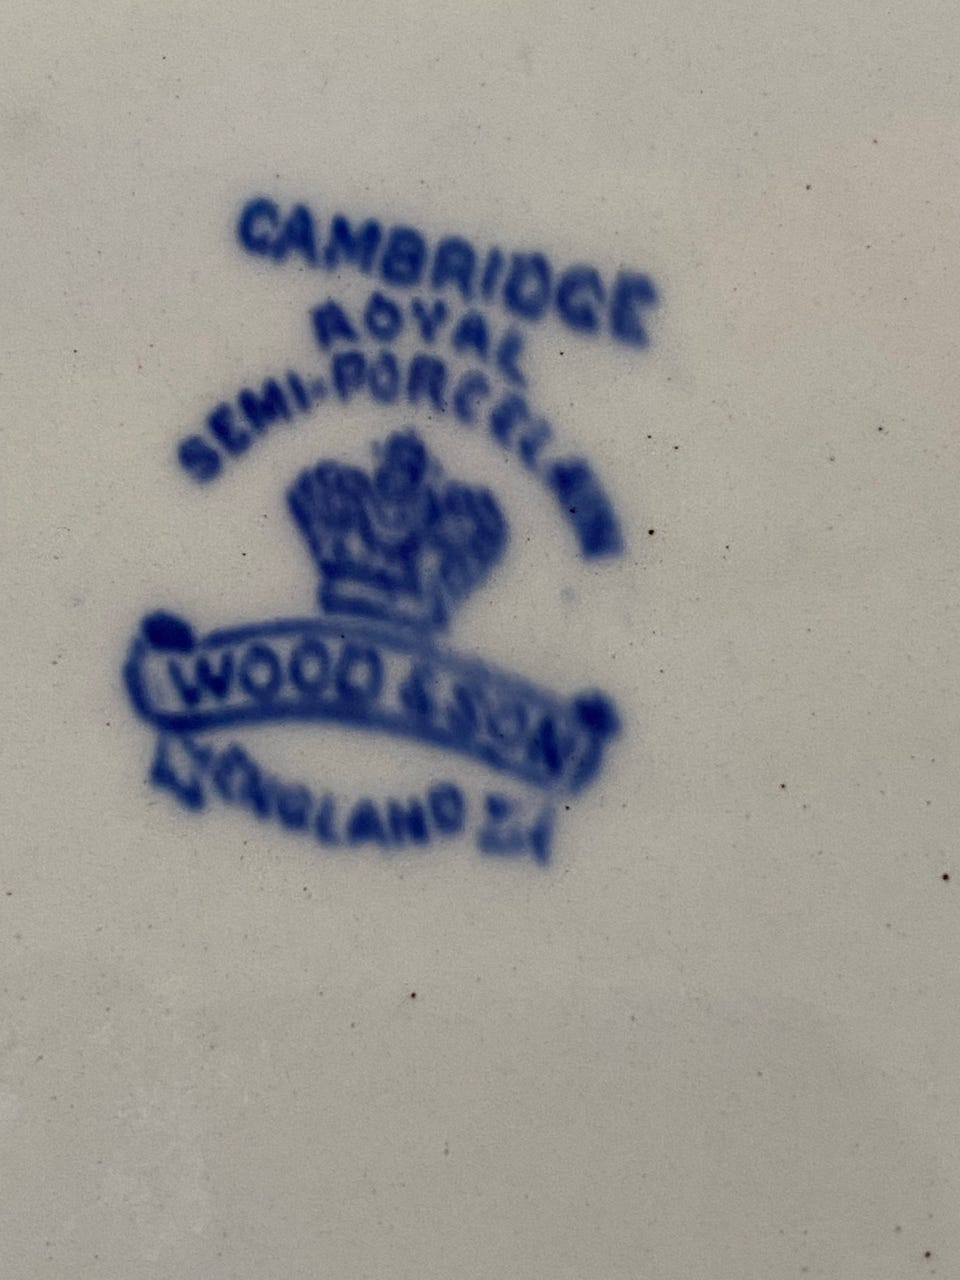 CAMBRIDGE
ROYAL
SEMI-PORCELAIN
WOOD & SON
ENGLAND